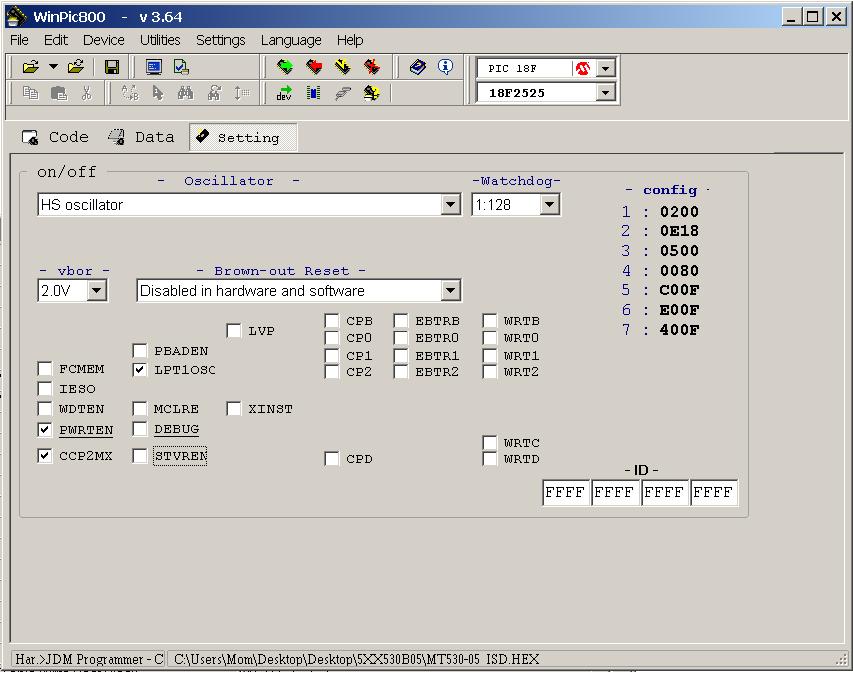 WinPic800 - v 3.64
File Edit Device Utilities Settings Language Help
PIC 18F
dev
18F2525
Code Data Setting
on/off
- Oscillator - -Watchdog-
HS oscillator 1:128
- config -
1 : 0200
2 : 0E18
3 : 0500
4 : 0080
5 : C00F
6 : E00F
7 : 400F
- vbor - - Brown-out Reset -
2.0V Disabled in hardware and software
LVP CPB EBTRB WRTB
CP0 EBTR0 WRT0
PBADEN CP1 EBTR1 WRT1
FCMEM LPT1OSC CP2 EBTR2 WRT2
IESO
WDTEN MCLRE XINST
PWRTEN DEBUG
WRTC
CCP2MX STVREN CPD WRTD
- ID -
FFFF FFFF FFFF FFFF
Har.>JDM Programmer - C C:\Users\Mom\Desktop\Desktop\5XX530B05\MT530-05 ISD.HEX